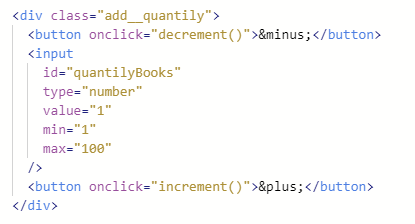 <div class="add__quantily">
<button onclick="decrement()">&minus;</button>
<input
id="quantilyBooks"
type="number"
value="1"
min="1"
max="100"
/>
<button onclick="increment()">&plus;</button>
</div>